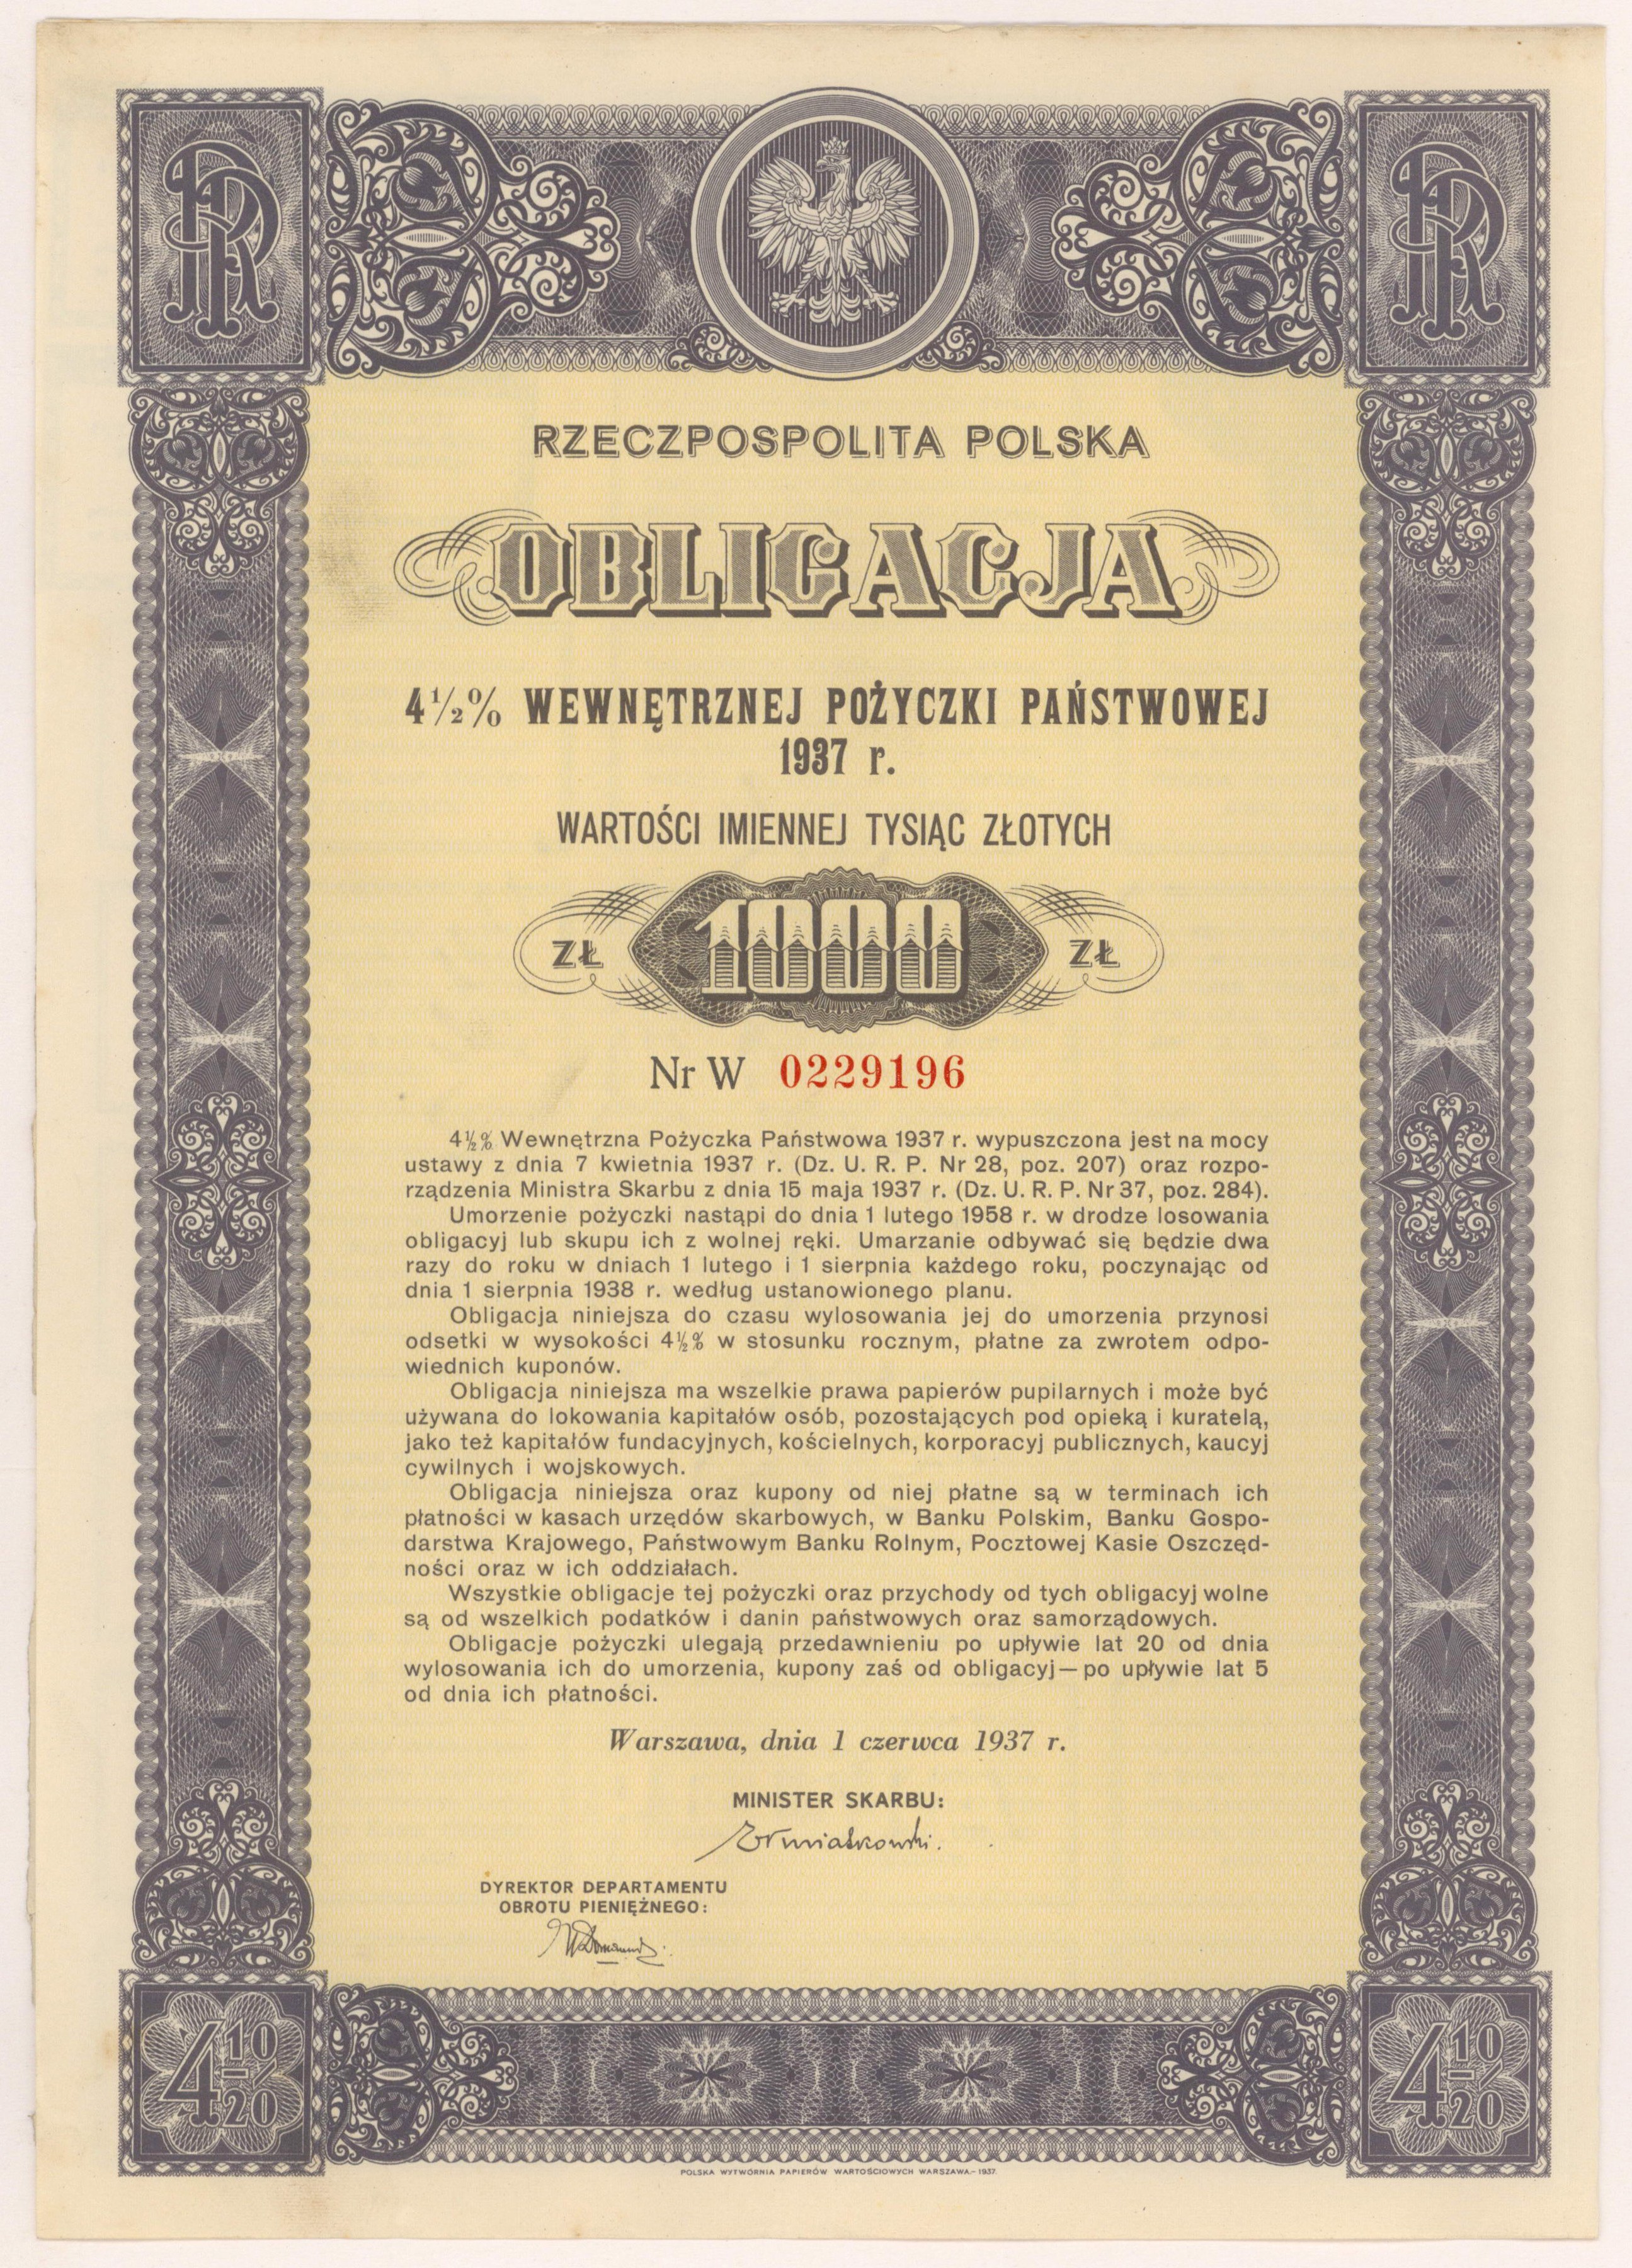 RP RP
RZECZPOSPOLITA POLSKA
OBLIGACJA
4½% WEWNĘTRZNEJ POŻYCZKI PAŃSTWOWEJ
1937 r.
WARTOŚCI IMIENNEJ TYSIĄC ZŁOTYCH
ZŁ 1000 ZŁ
Nr W 0229196
4½% Wewnętrzna Pożyczka Państwowa 1937 r. wypuszczona jest na mocy
ustawy z dnia 7 kwietnia 1937 r. (Dz. U. R. P. Nr 28, poz. 207) oraz rozpo-
rządzenia Ministra Skarbu z dnia 15 maja 1937 r. (Dz. U. R. P. Nr 37, poz. 284).
Umorzenie pożyczki nastąpi do dnia 1 lutego 1958 r. w drodze losowania
obligacyj lub skupu ich z wolnej ręki. Umarzanie odbywać się będzie dwa
razy do roku w dniach 1 lutego i 1 sierpnia każdego roku, poczynając od
dnia 1 sierpnia 1938 r. według ustanowionego planu.
Obligacja niniejsza do czasu wylosowania jej do umorzenia przynosi
odsetki w wysokości 4½% w stosunku rocznym, płatne za zwrotem odpo-
wiednich kuponów.
Obligacja niniejsza ma wszelkie prawa papierów pupilarnych i może być
używana do lokowania kapitałów osób, pozostających pod opieką i kuratelą,
jako też kapitałów fundacyjnych, kościelnych, korporacyj publicznych, kaucyj
cywilnych i wojskowych.
Obligacja niniejsza oraz kupony od niej płatne są w terminach ich
płatności w kasach urzędów skarbowych, w Banku Polskim, Banku Gospo-
darstwa Krajowego, Państwowym Banku Rolnym, Pocztowej Kasie Oszczęd-
ności oraz w ich oddziałach.
Wszystkie obligacje tej pożyczki oraz przychody od tych obligacyj wolne
są od wszelkich podatków i danin państwowych oraz samorządowych.
Obligacje pożyczki ulegają przedawnieniu po upływie lat 20 od dnia
wylosowania ich do umorzenia, kupony zaś od obligacyj — po upływie lat 5
od dnia ich płatności.
Warszawa, dnia 1 czerwca 1937 r.
MINISTER SKARBU:
DYREKTOR DEPARTAMENTU
OBROTU PIENIĘŻNEGO:
4 10/20 4 10/20
POLSKA WYTWÓRNIA PAPIERÓW WARTOŚCIOWYCH WARSZAWA.– 1937.